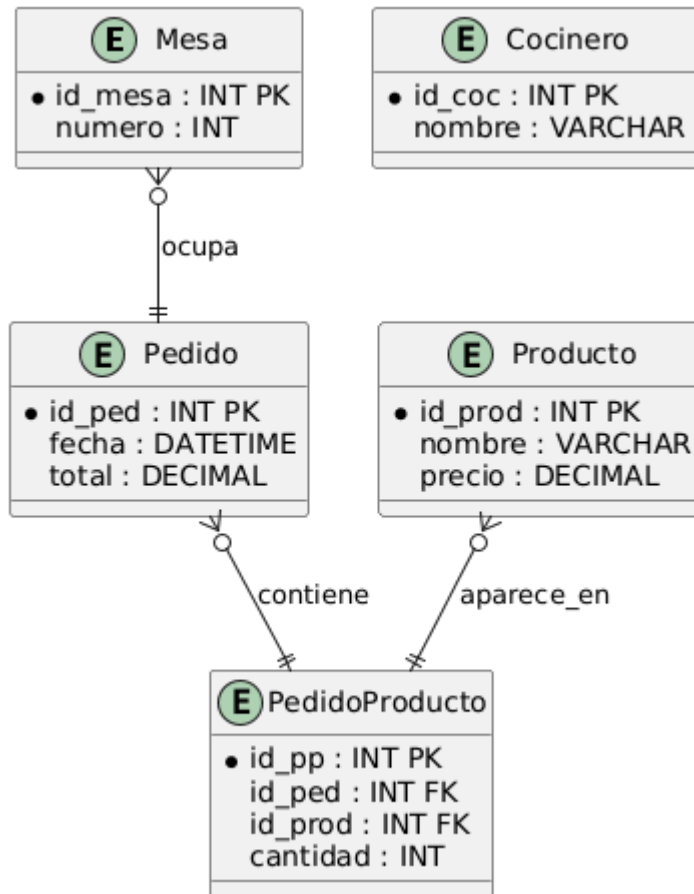 E Mesa
id_mesa : INT PK
numero : INT
E Cocinero
id_coc : INT PK
nombre : VARCHAR
ocupa
E Pedido
id_ped : INT PK
fecha : DATETIME
total : DECIMAL
E Producto
id_prod : INT PK
nombre : VARCHAR
precio : DECIMAL
contiene
aparece_en
E PedidoProducto
id_pp : INT PK
id_ped : INT FK
id_prod : INT FK
cantidad : INT